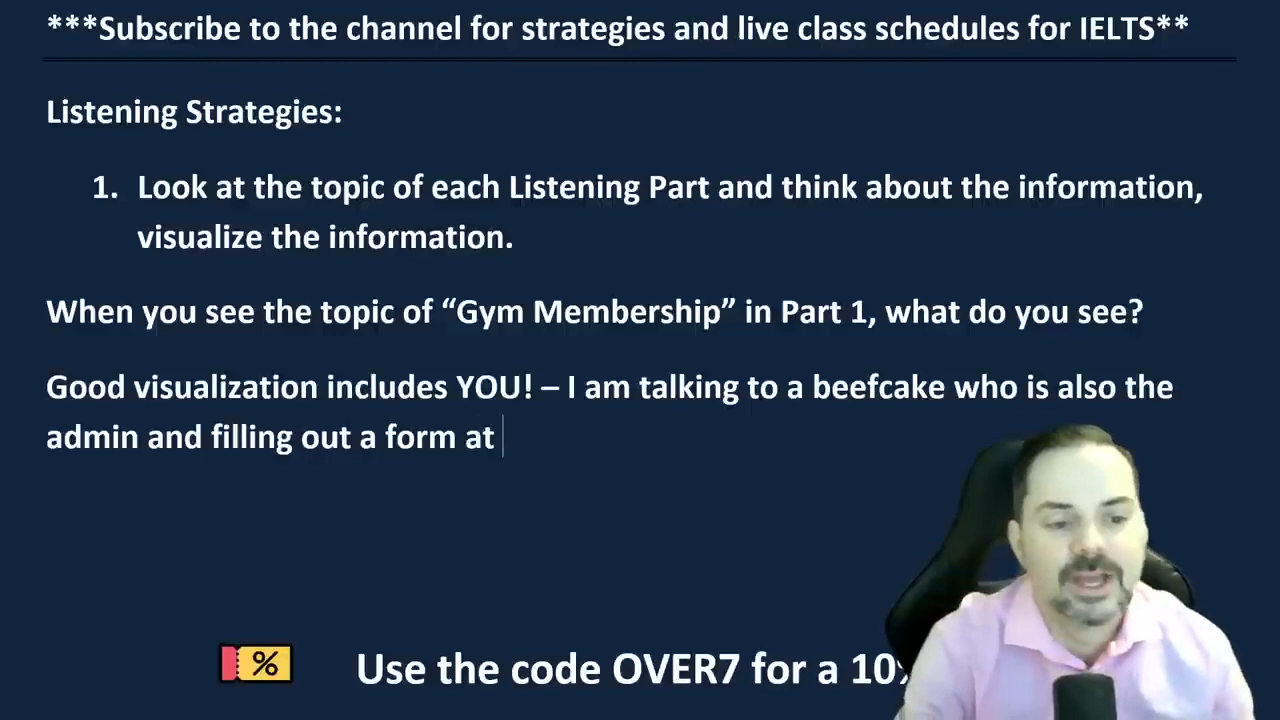 ***Subscribe to the channel for strategies and live class schedules for IELTS**
Listening Strategies:
1. Look at the topic of each Listening Part and think about the information,
visualize the information.
When you see the topic of “Gym Membership” in Part 1, what do you see?
Good visualization includes YOU! – I am talking to a beefcake who is also the
admin and filling out a form at
%
Use the code OVER7 for a 10%